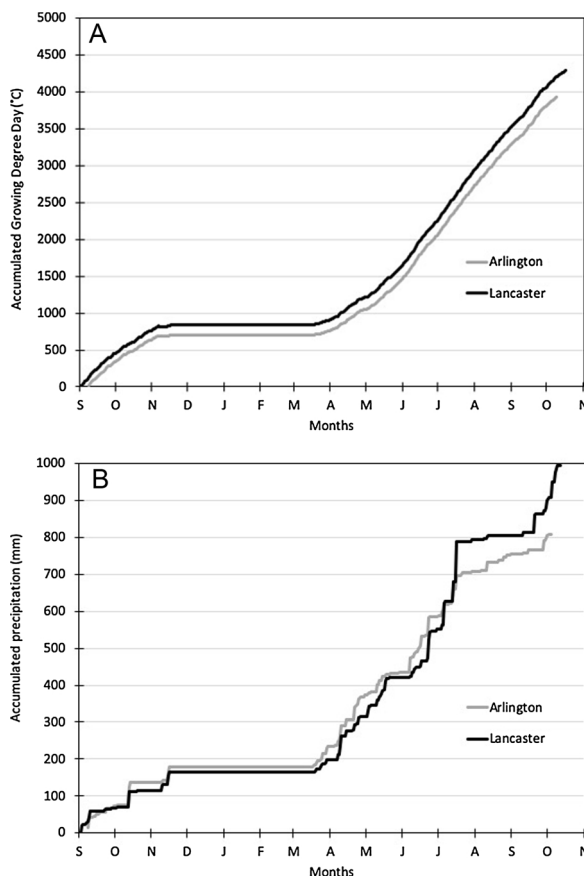 A
5000
4500
4000
3500
3000
2500
2000
1500
1000
500
0
Accumulated Growing Degree Day (°C)
Arlington
Lancaster
S O N D J F M A M J J A S O N
Months
B
1000
900
800
700
600
500
400
300
200
100
0
Accumulated precipitation (mm)
Arlington
Lancaster
S O N D J F M A M J J A S O N
Months